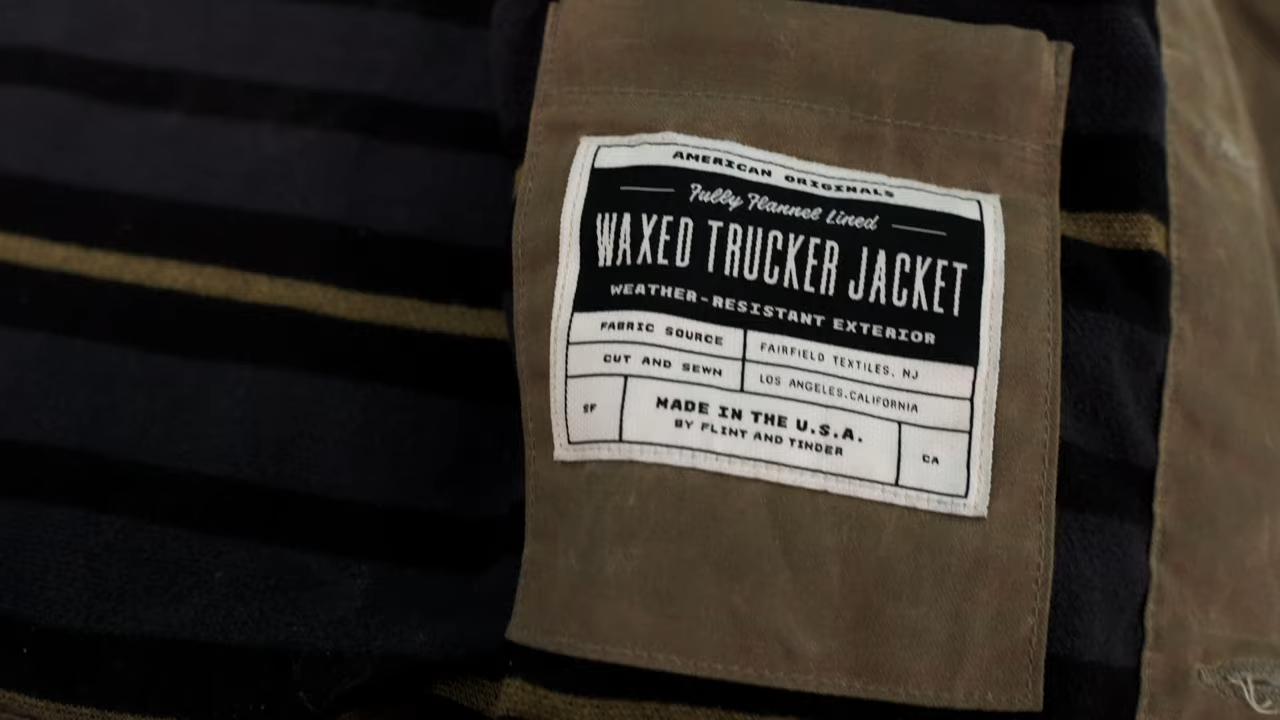 AMERICAN ORIGINALS
Fully Flannel Lined
WAXED TRUCKER JACKET
WEATHER-RESISTANT EXTERIOR
FABRIC SOURCE FAIRFIELD TEXTILES, NJ
CUT AND SEWN LOS ANGELES, CALIFORNIA
SF MADE IN THE U.S.A. CA
BY FLINT AND TINDER